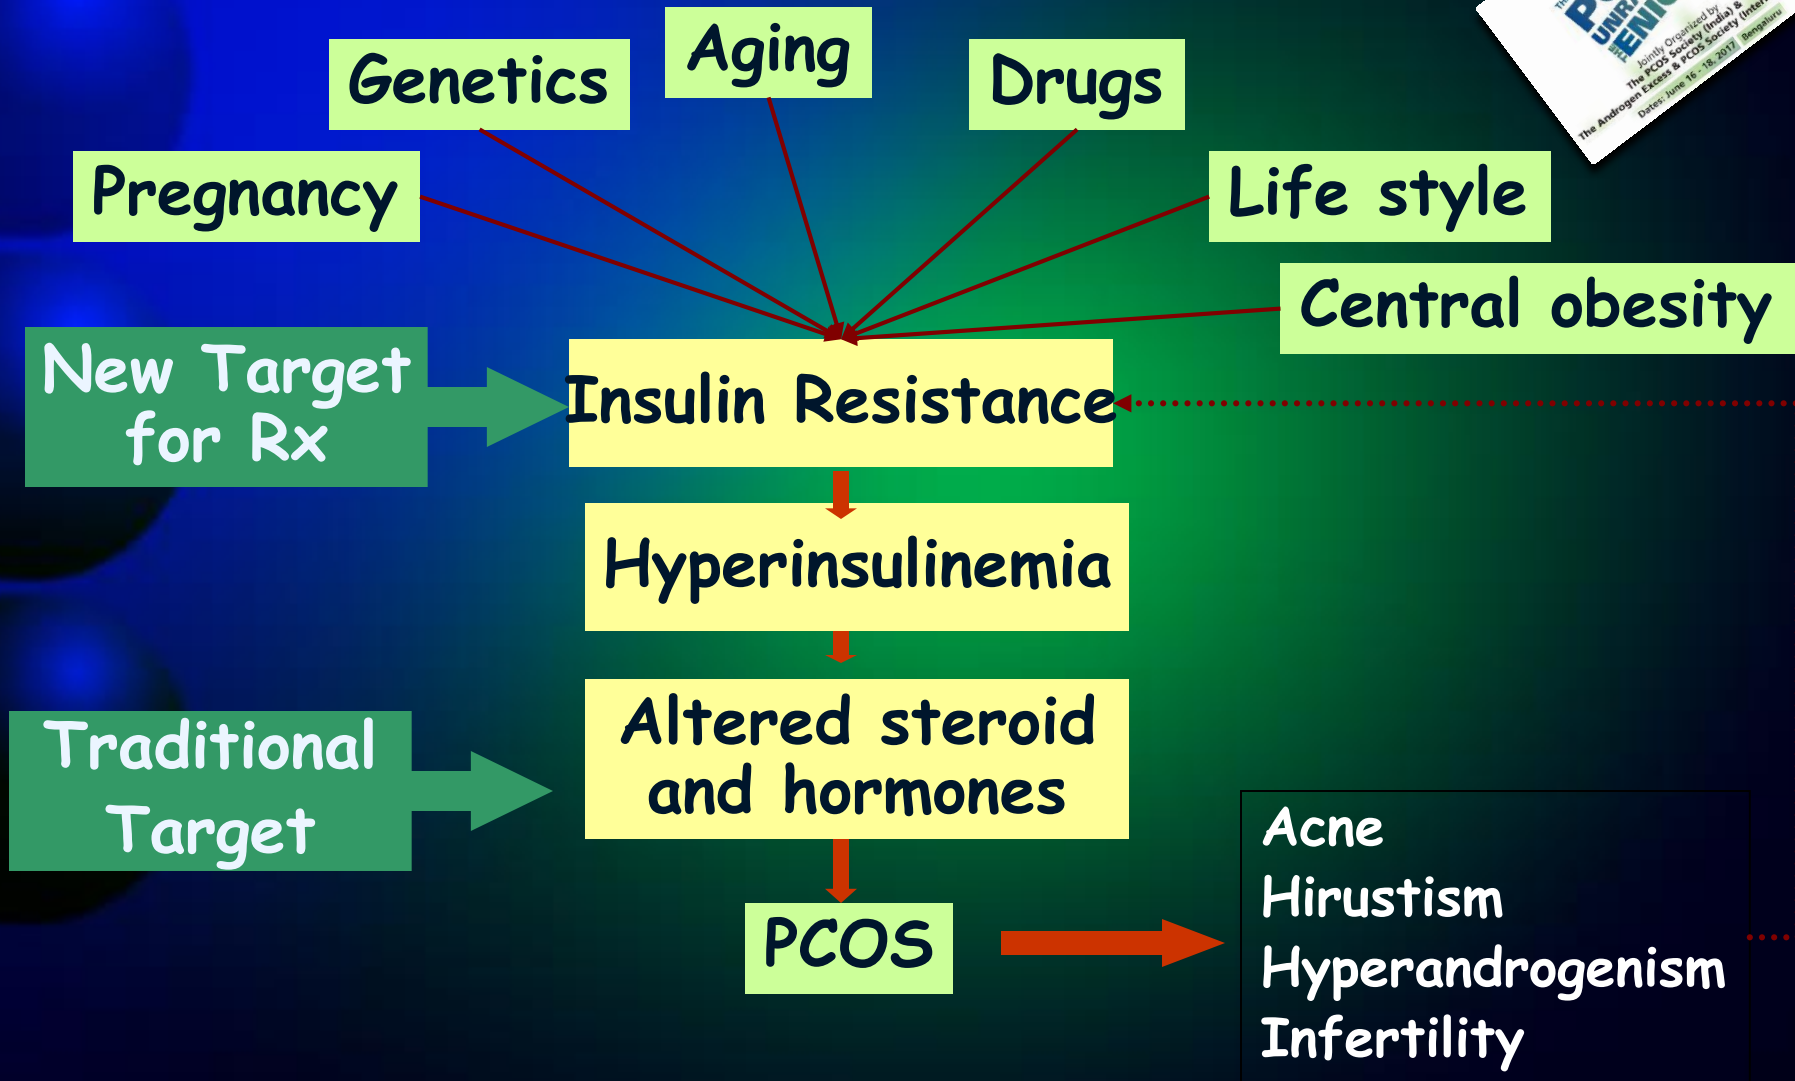 Genetics
Aging
Drugs
Pregnancy
Life style
Central obesity
New Target
for Rx
Insulin Resistance
Hyperinsulinemia
Traditional
Target
Altered steroid
and hormones
PCOS
Acne
Hirustism
Hyperandrogenism
Infertility
Jointly Organized by
The PCOS Society (India) &
The Androgen Excess & PCOS Society
Dates: June 16 - 18, 2017 Bengaluru